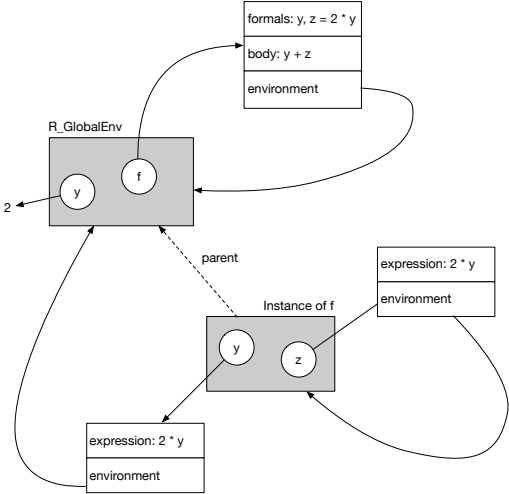 formals: y, z = 2 * y
body: y + z
environment
R_GlobalEnv
f
y
2
parent
expression: 2 * y
environment
Instance of f
y
z
expression: 2 * y
environment